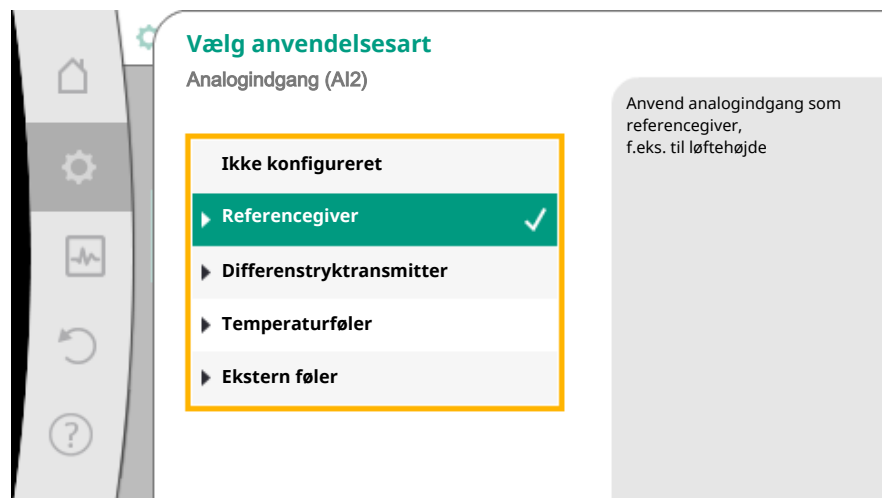 Vælg anvendelsesart
Analogindgang (AI2)
Ikke konfigureret
Referencegiver
Differenstryktransmitter
Temperaturføler
Ekstern føler
Anvend analogindgang som
referencegiver,
f.eks. til løftehøjde
?